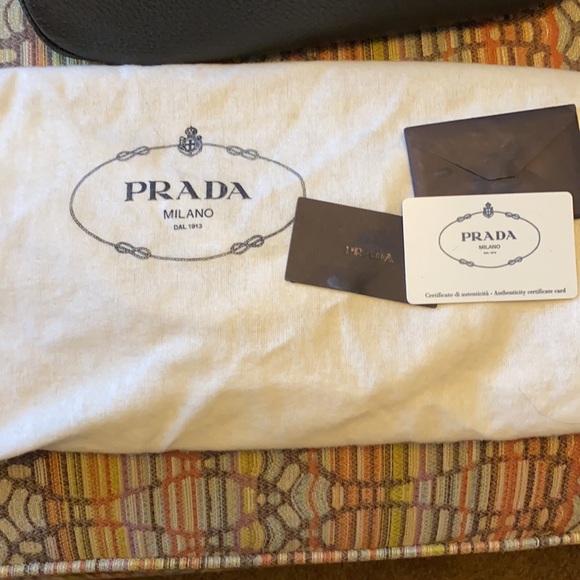 PRADA
MILANO
DAL 1913
PRADA
PRADA
MILANO
DAL 1913
Certificato di autenticità - Authenticity certificate card